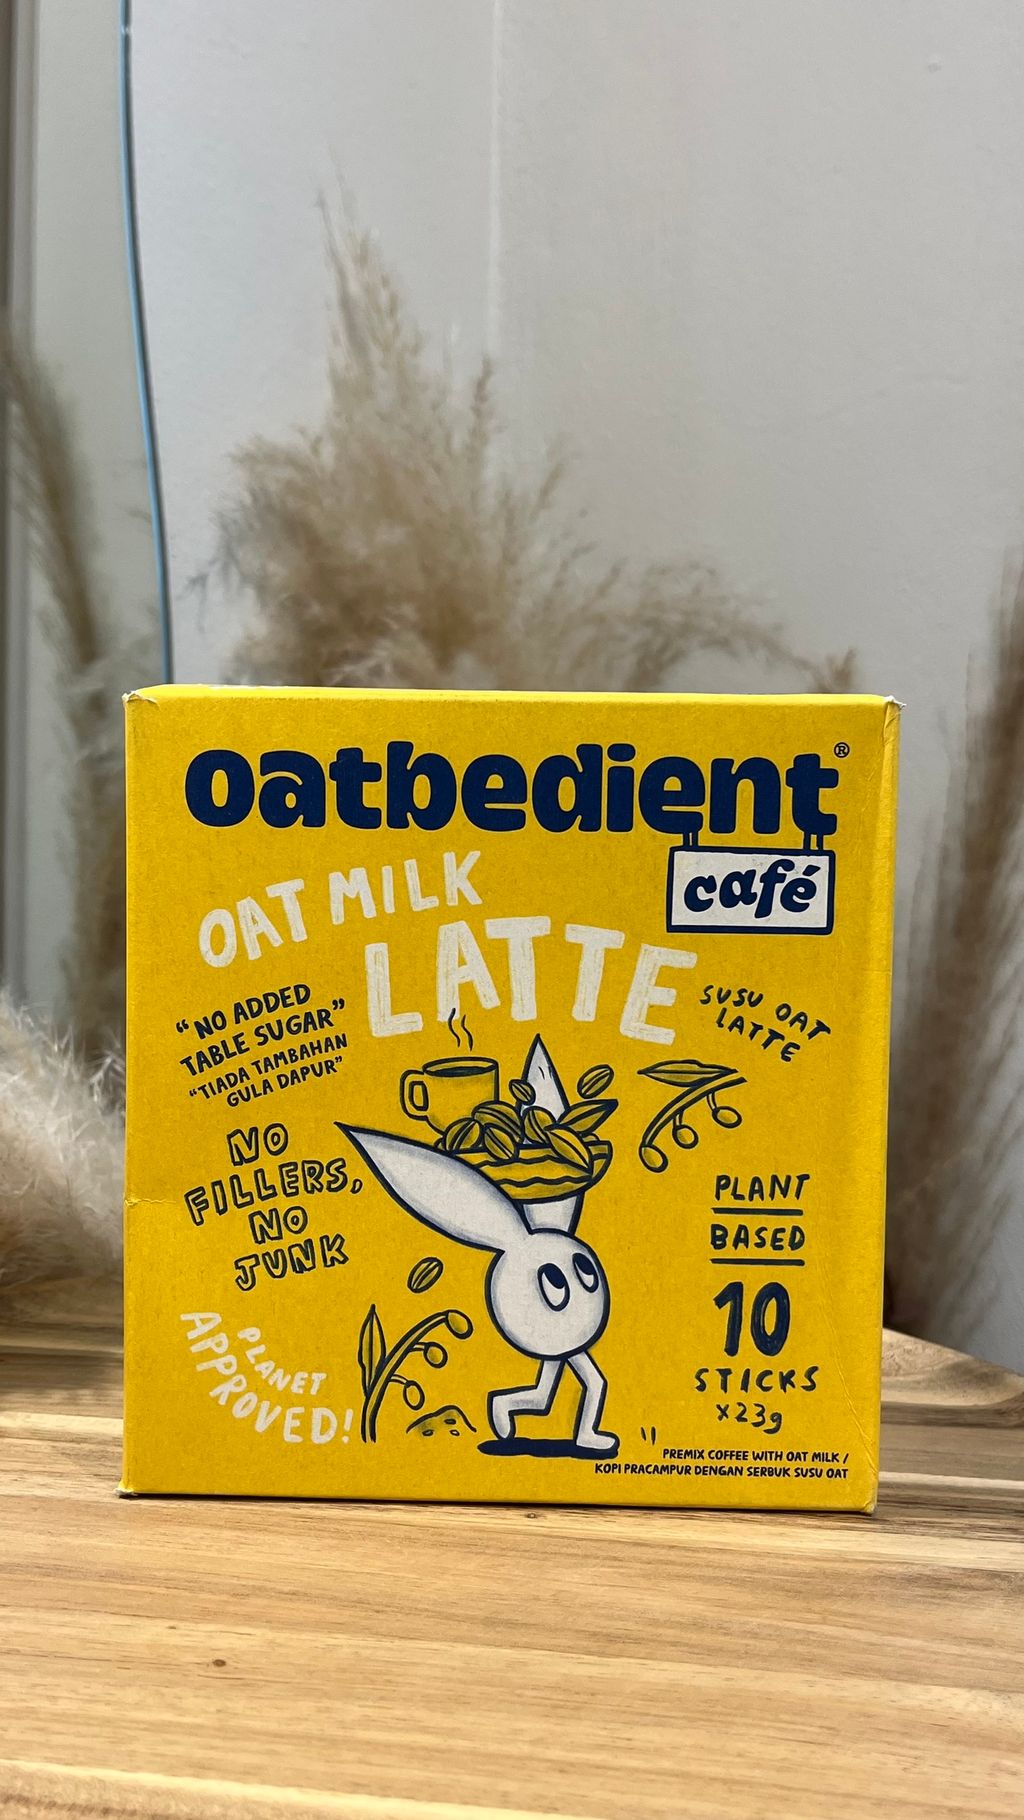 oatbedient®
café
OAT MILK
LATTE
SUSU OAT
LATTE
"NO ADDED
TABLE SUGAR"
"TIADA TAMBAHAN
GULA DAPUR"
NO
FILLERS,
NO
JUNK
PLANET
APPROVED!
PLANT
BASED
10
STICKS
x23g
PREMIX COFFEE WITH OAT MILK /
KOPI PRACAMPUR DENGAN SERBUK SUSU OAT